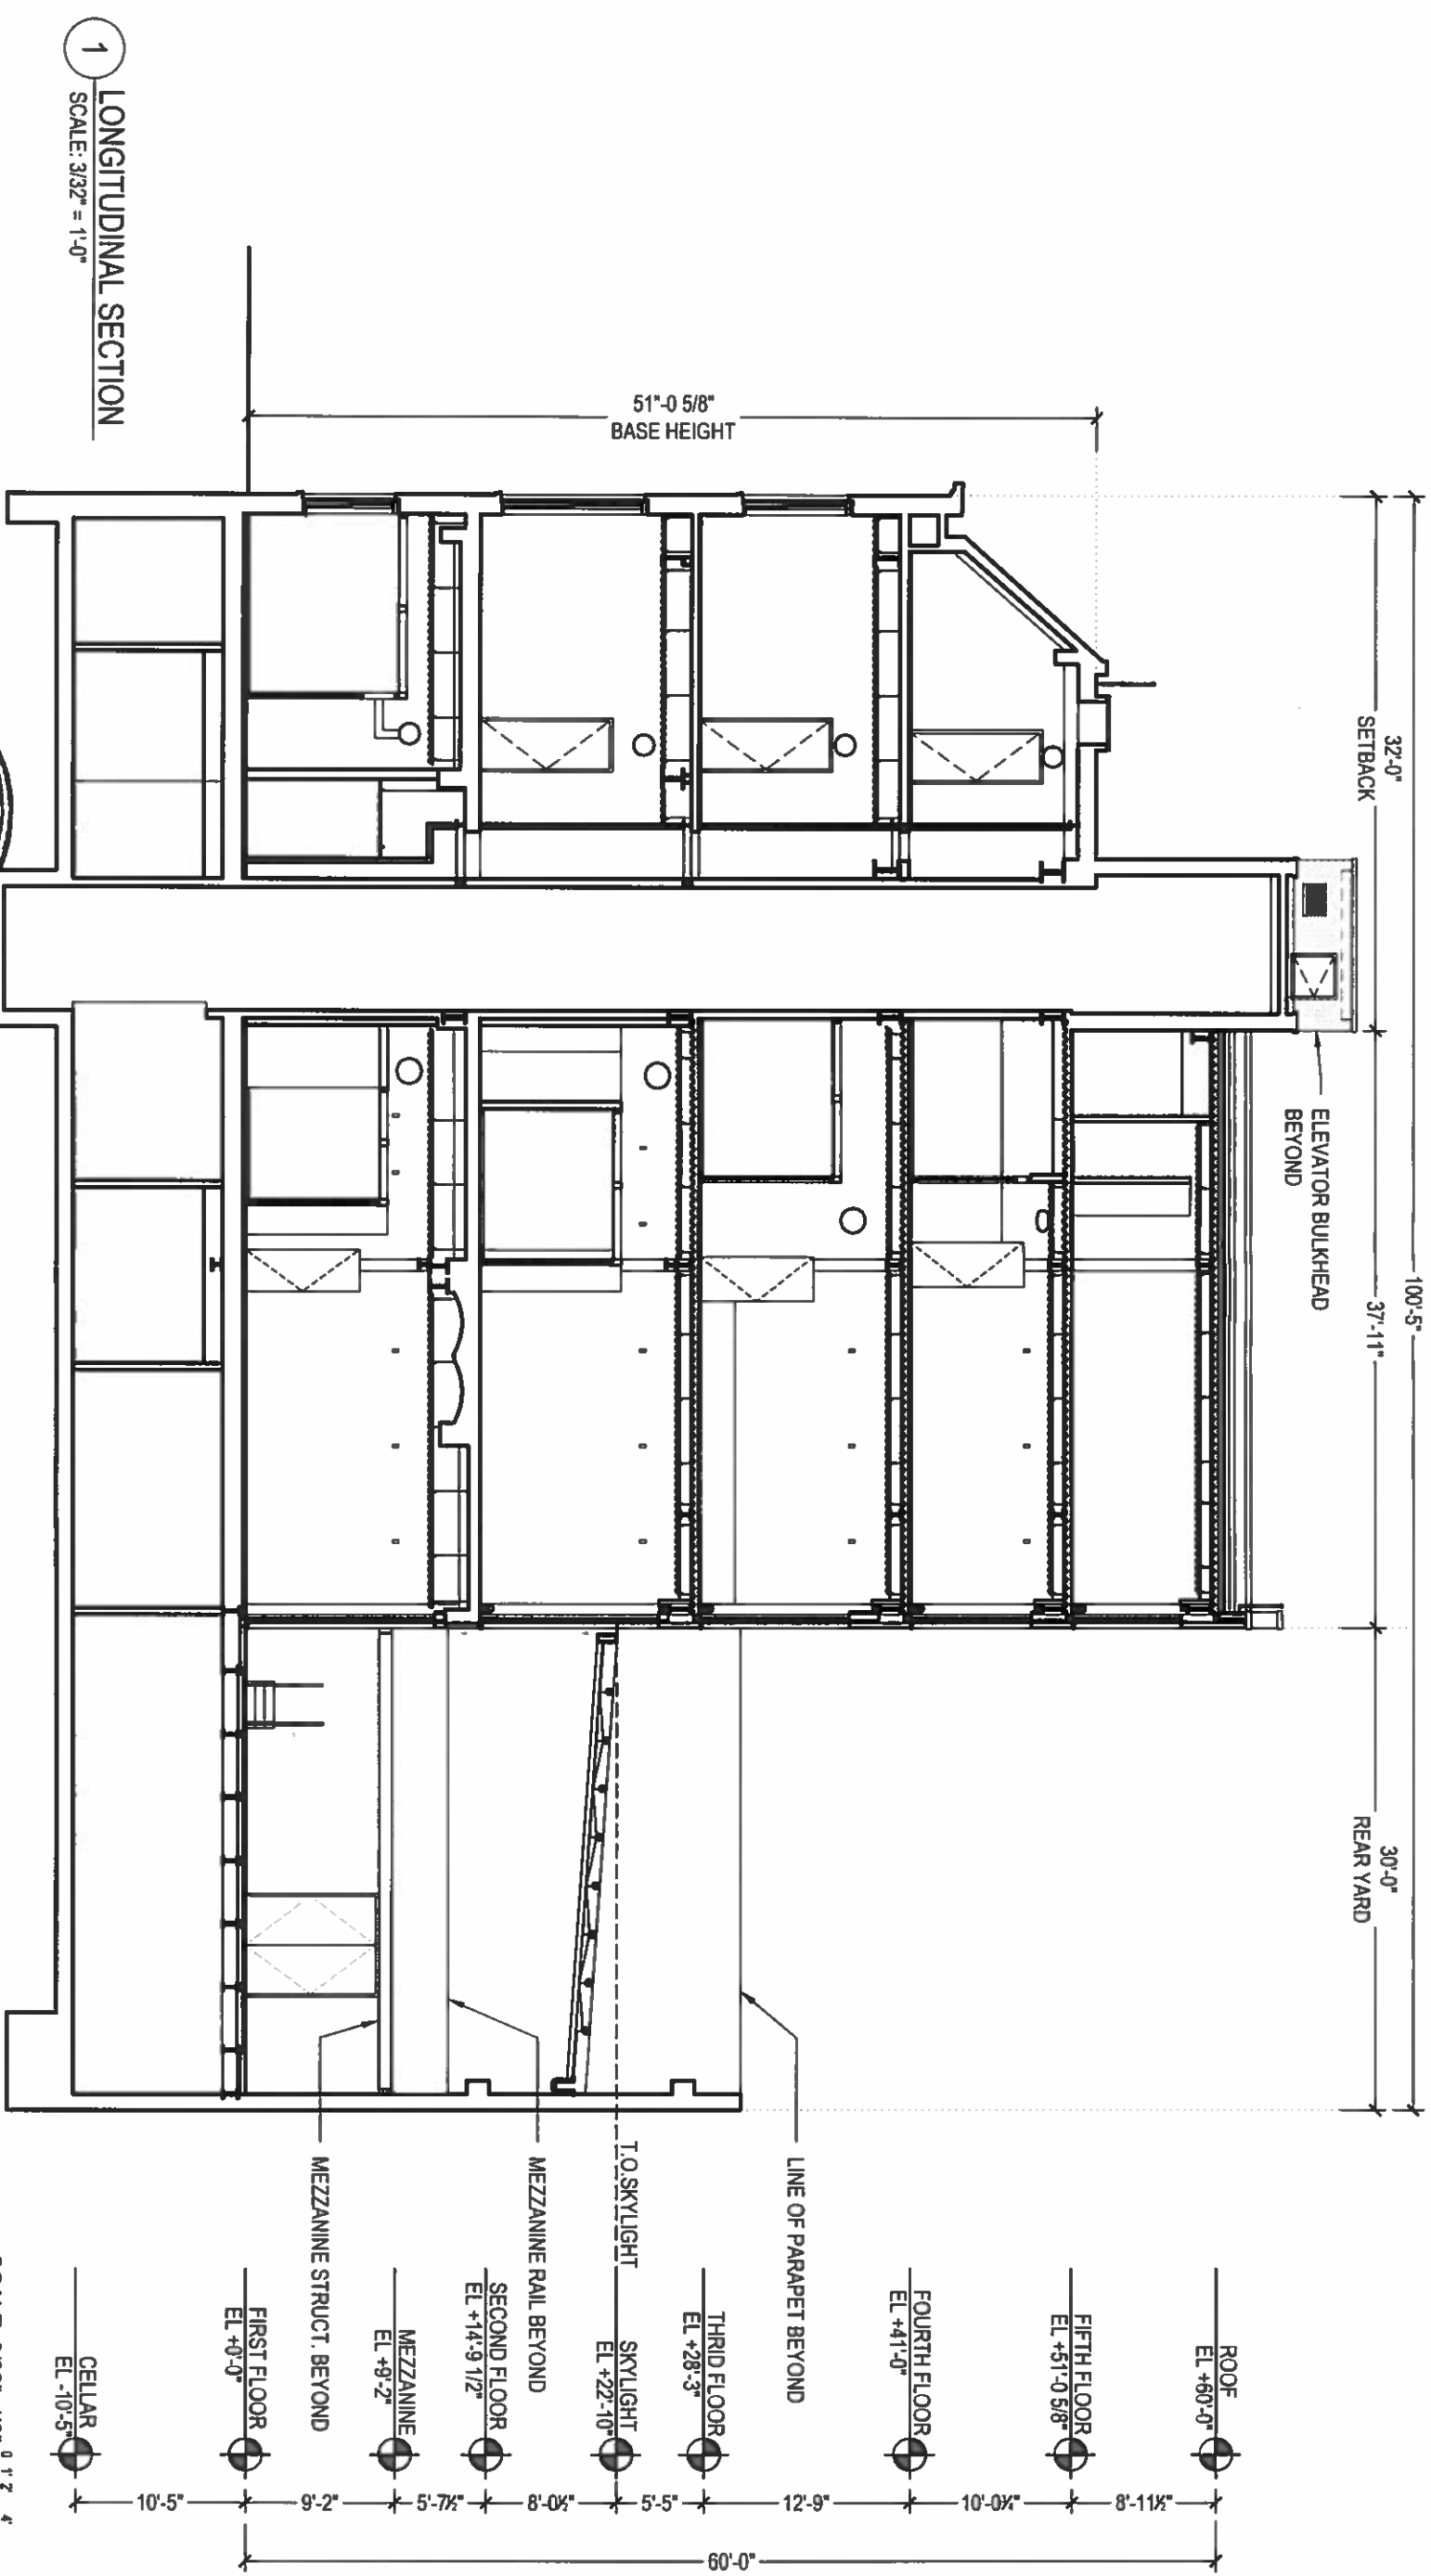 1
LONGITUDINAL SECTION
SCALE: 3/32" = 1'-0"
100'-5"
32'-0"
SETBACK
37'-11"
30'-0"
REAR YARD
51"-0 5/8"
BASE HEIGHT
ELEVATOR BULKHEAD
BEYOND
LINE OF PARAPET BEYOND
T.O.SKYLIGHT
MEZZANINE RAIL BEYOND
MEZZANINE STRUCT. BEYOND
ROOF
EL +60'-0"
FIFTH FLOOR
EL +51'-0 5/8"
FOURTH FLOOR
EL +41'-0"
THRID FLOOR
EL +28'-3"
SKYLIGHT
EL +22'-10"
SECOND FLOOR
EL +14'-9 1/2"
MEZZANINE
EL +9'-2"
FIRST FLOOR
EL +0'-0"
CELLAR
EL -10'-5"
8'-11½"
10'-0¾"
12'-9"
5'-5"
8'-0½"
5'-7½"
9'-2"
10'-5"
60'-0"
0 1' 2' 4'